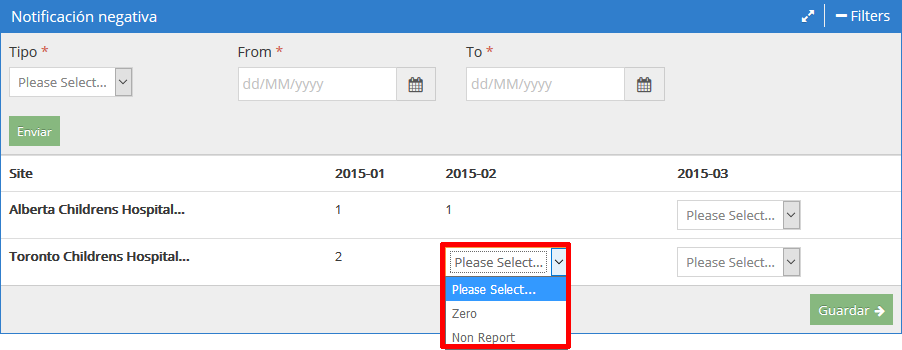 Notificación negativa Filters
Tipo * From * To *
Please Select... dd/MM/yyyy dd/MM/yyyy
Enviar
Site 2015-01 2015-02 2015-03
Alberta Childrens Hospital... 1 1 Please Select...
Toronto Childrens Hospital... 2 Please Select... Please Select...
Please Select...
Zero
Non Report
Guardar